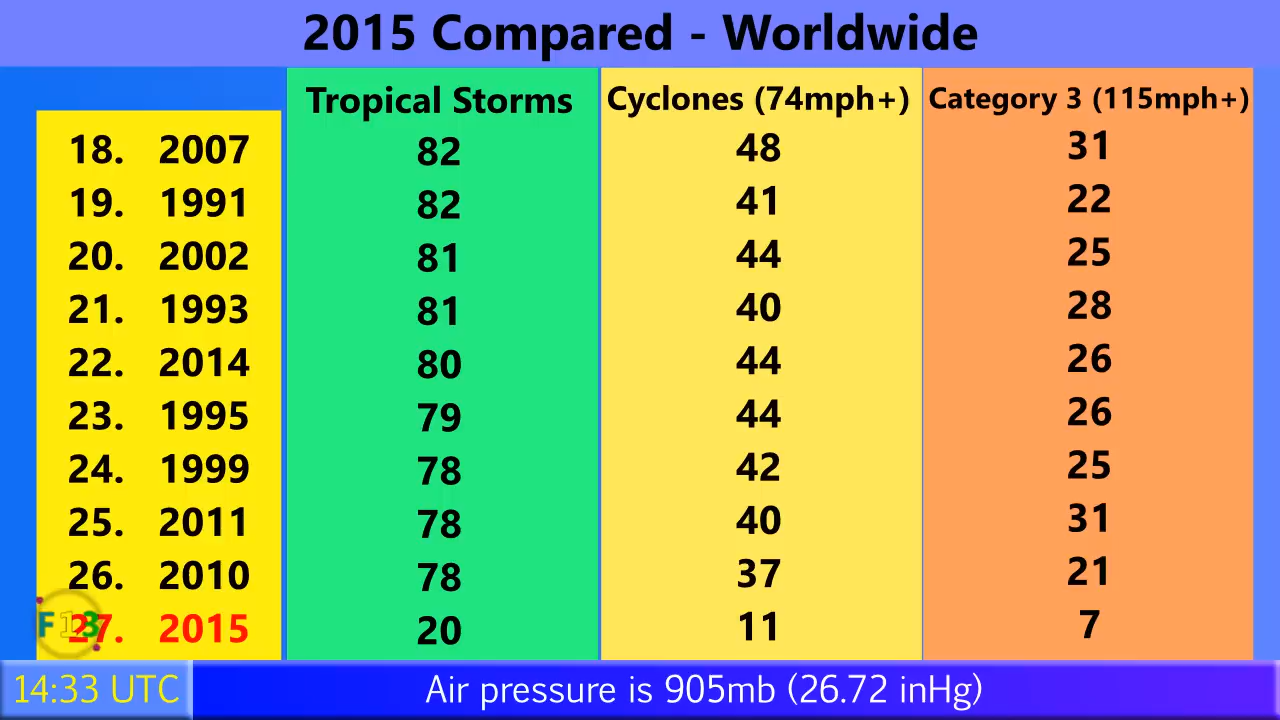 2015 Compared - Worldwide
Tropical Storms Cyclones (74mph+) Category 3 (115mph+)
18. 2007 82 48 31
19. 1991 82 41 22
20. 2002 81 44 25
21. 1993 81 40 28
22. 2014 80 44 26
23. 1995 79 44 26
24. 1999 78 42 25
25. 2011 78 40 31
26. 2010 78 37 21
27. 2015 20 11 7
F13
14:33 UTC Air pressure is 905mb (26.72 inHg)